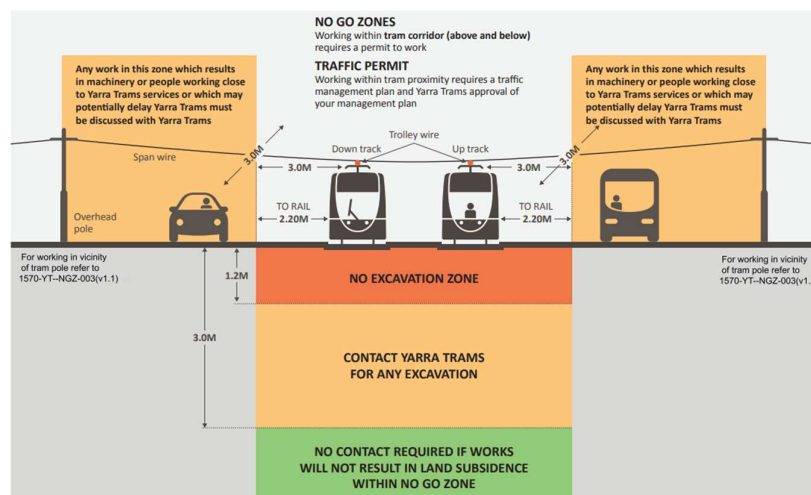 NO GO ZONES
Working within tram corridor (above and below)
requires a permit to work
TRAFFIC PERMIT
Working within tram proximity requires a traffic
management plan and Yarra Trams approval of
your management plan
Any work in this zone which results
in machinery or people working close
to Yarra Trams services or which may
potentially delay Yarra Trams must
be discussed with Yarra Trams
Any work in this zone which results
in machinery or people working close
to Yarra Trams services or which may
potentially delay Yarra Trams must
be discussed with Yarra Trams
Trolley wire
Span wire
3.0M
Down track
Up track
3.0M
3.0M
3.0M
Overhead
pole
TO RAIL
2.20M
TO RAIL
2.20M
For working in vicinity
of tram pole refer to
1570-YT--NGZ-003(v1.1)
For working in vicinity
of tram pole refer to
1570-YT--NGZ-003(v1.
1.2M
NO EXCAVATION ZONE
3.0M
CONTACT YARRA TRAMS
FOR ANY EXCAVATION
NO CONTACT REQUIRED IF WORKS
WILL NOT RESULT IN LAND SUBSIDENCE
WITHIN NO GO ZONE